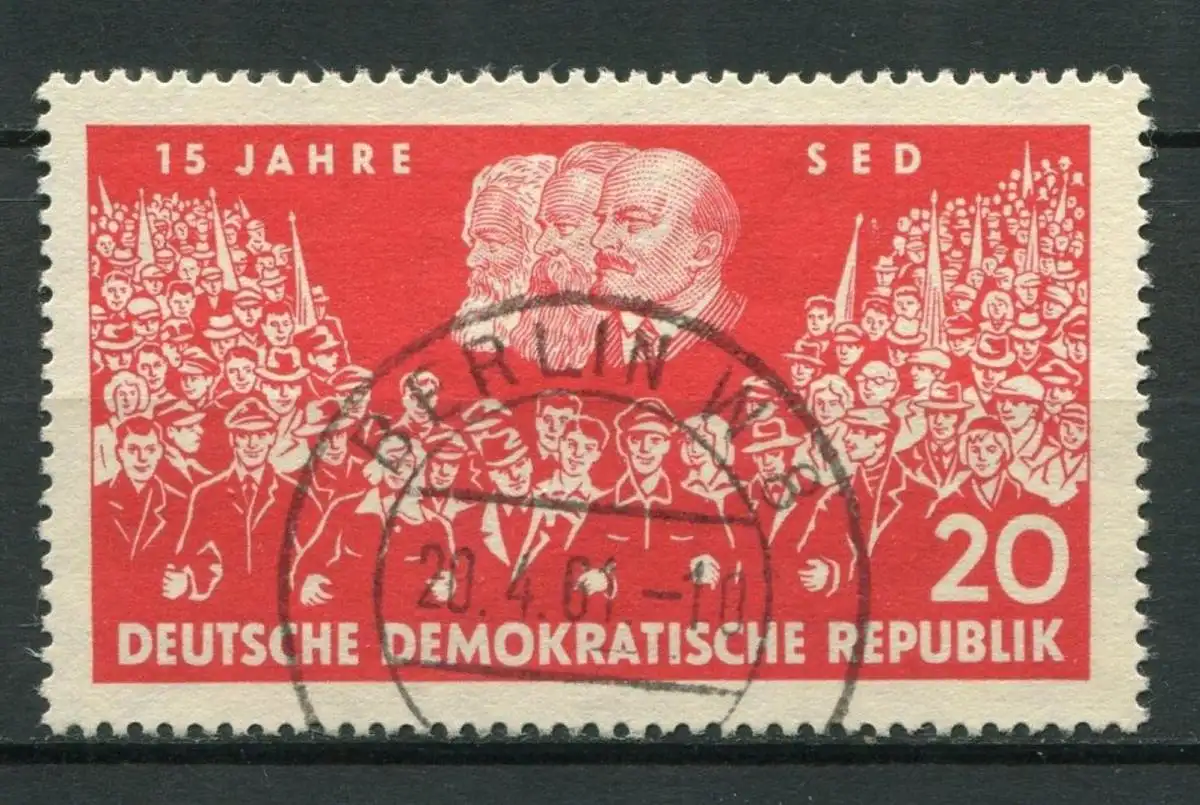 15 JAHRE SED
BERLIN W 8
20.4.61.-10
20
DEUTSCHE DEMOKRATISCHE REPUBLIK